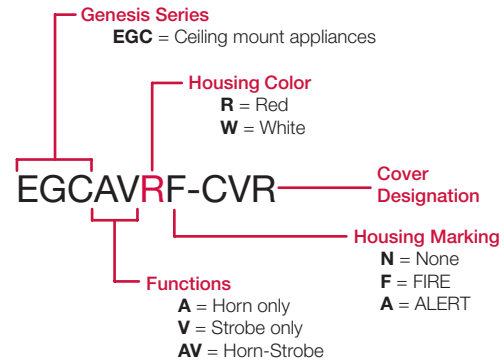 Genesis Series
EGC = Ceiling mount appliances
Housing Color
R = Red
W = White
EGCAVRF-CVR
Cover
Designation
Housing Marking
N = None
F = FIRE
A = ALERT
Functions
A = Horn only
V = Strobe only
AV = Horn-Strobe